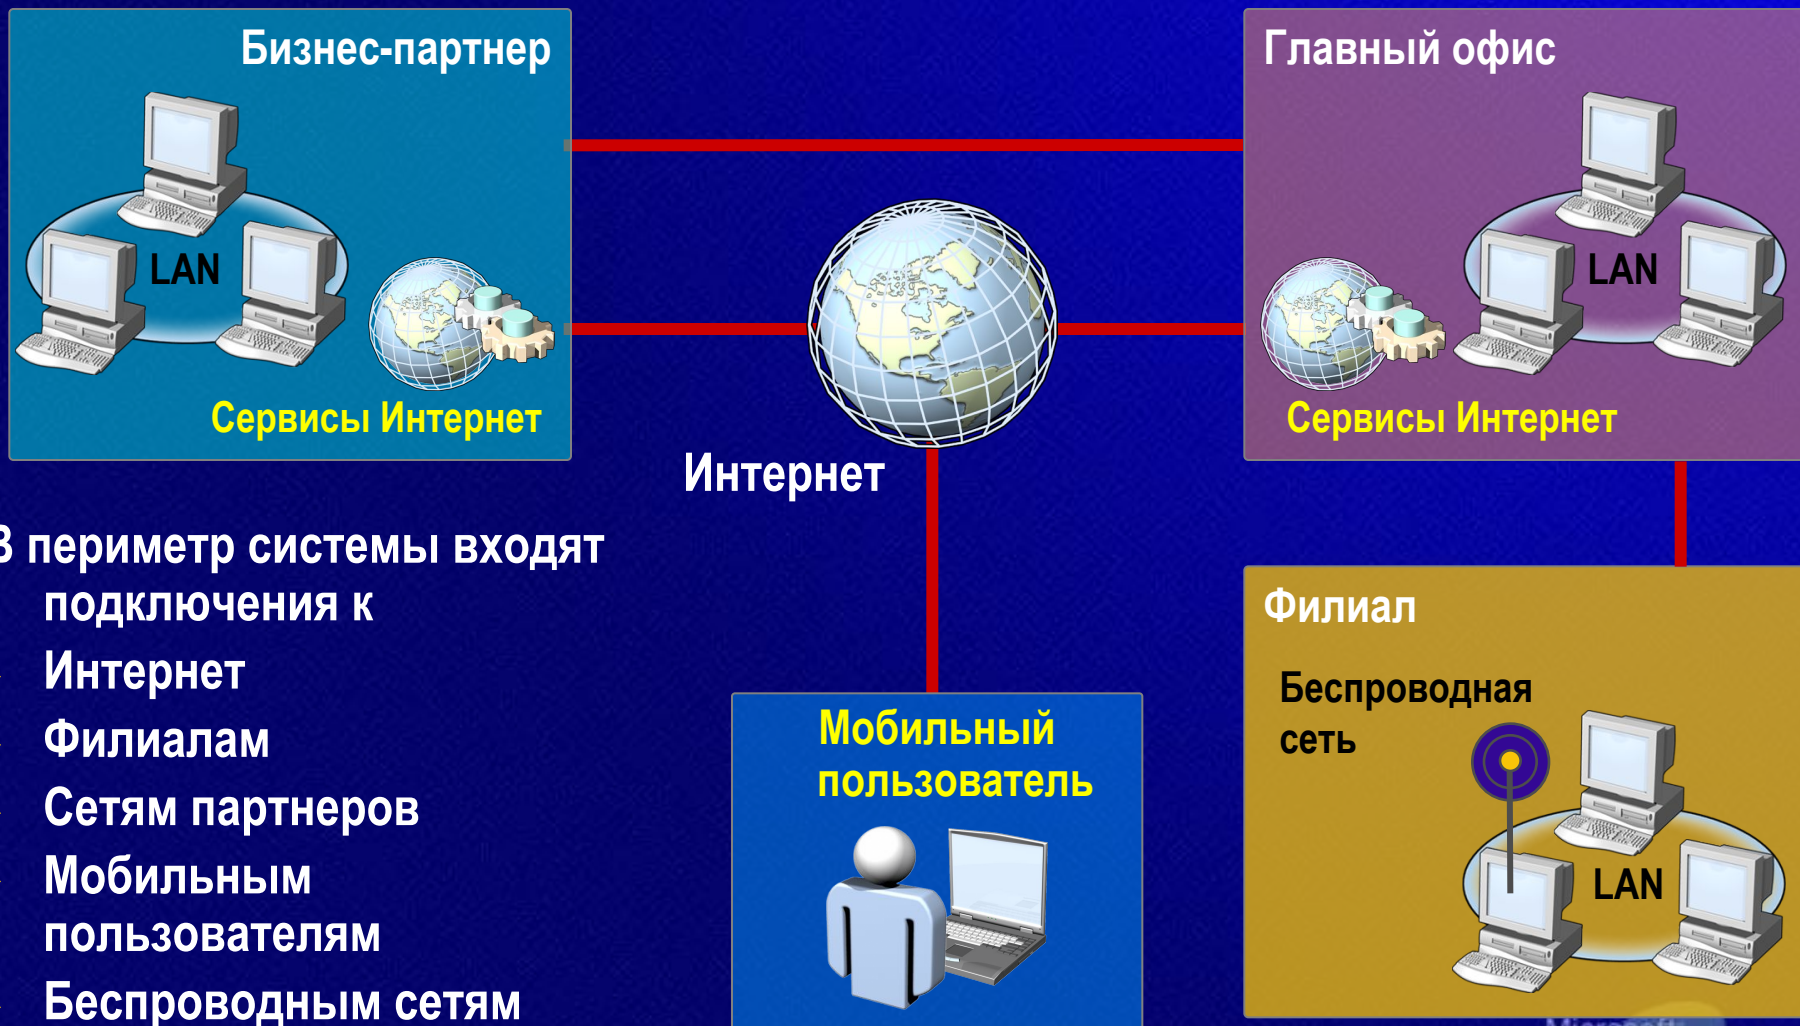 Бизнес-партнер
LAN
Сервисы Интернет
Главный офис
LAN
Сервисы Интернет
Интернет
В периметр системы входят
подключения к
Интернет
Филиалам
Сетям партнеров
Мобильным
пользователям
Беспроводным сетям
Мобильный
пользователь
Филиал
Беспроводная
сеть
LAN